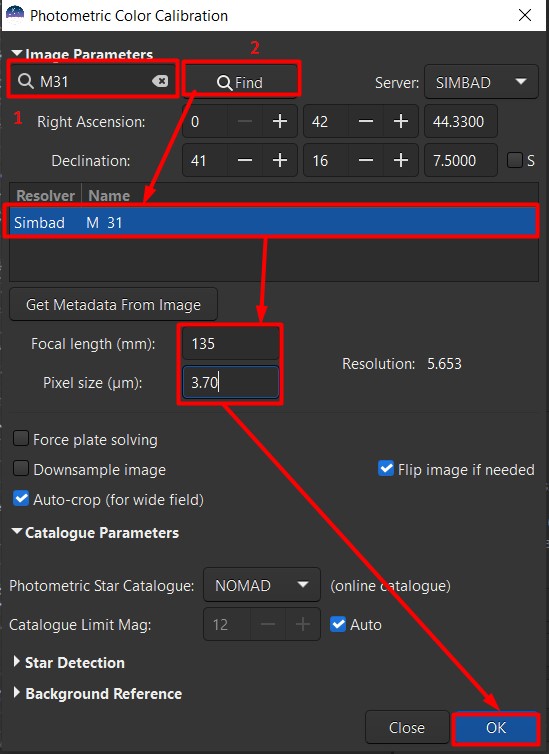 Photometric Color Calibration
2
Image Parameters
M31 Find Server: SIMBAD
1 Right Ascension: 0 42 44.3300
Declination: 41 16 7.5000 S
Resolver Name
Simbad M 31
Get Metadata From Image
Focal length (mm): 135
Resolution: 5.653
Pixel size (µm): 3.70
Force plate solving
Downsample image Flip image if needed
Auto-crop (for wide field)
Catalogue Parameters
Photometric Star Catalogue: NOMAD (online catalogue)
Catalogue Limit Mag: 12 Auto
Star Detection
Background Reference
Close OK